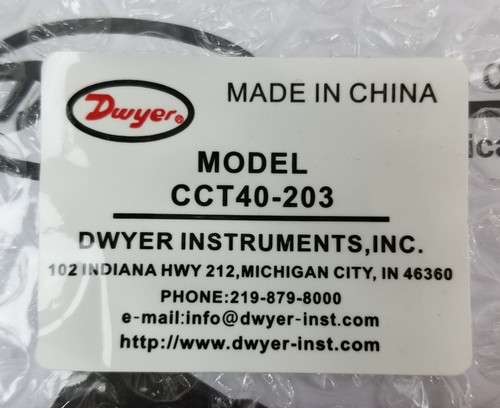 Dwyer®
MADE IN CHINA
MODEL
CCT40-203
DWYER INSTRUMENTS,INC.
102 INDIANA HWY 212,MICHIGAN CITY, IN 46360
PHONE:219-879-8000
e-mail:info@dwyer-inst.com
http://www.dwyer-inst.com